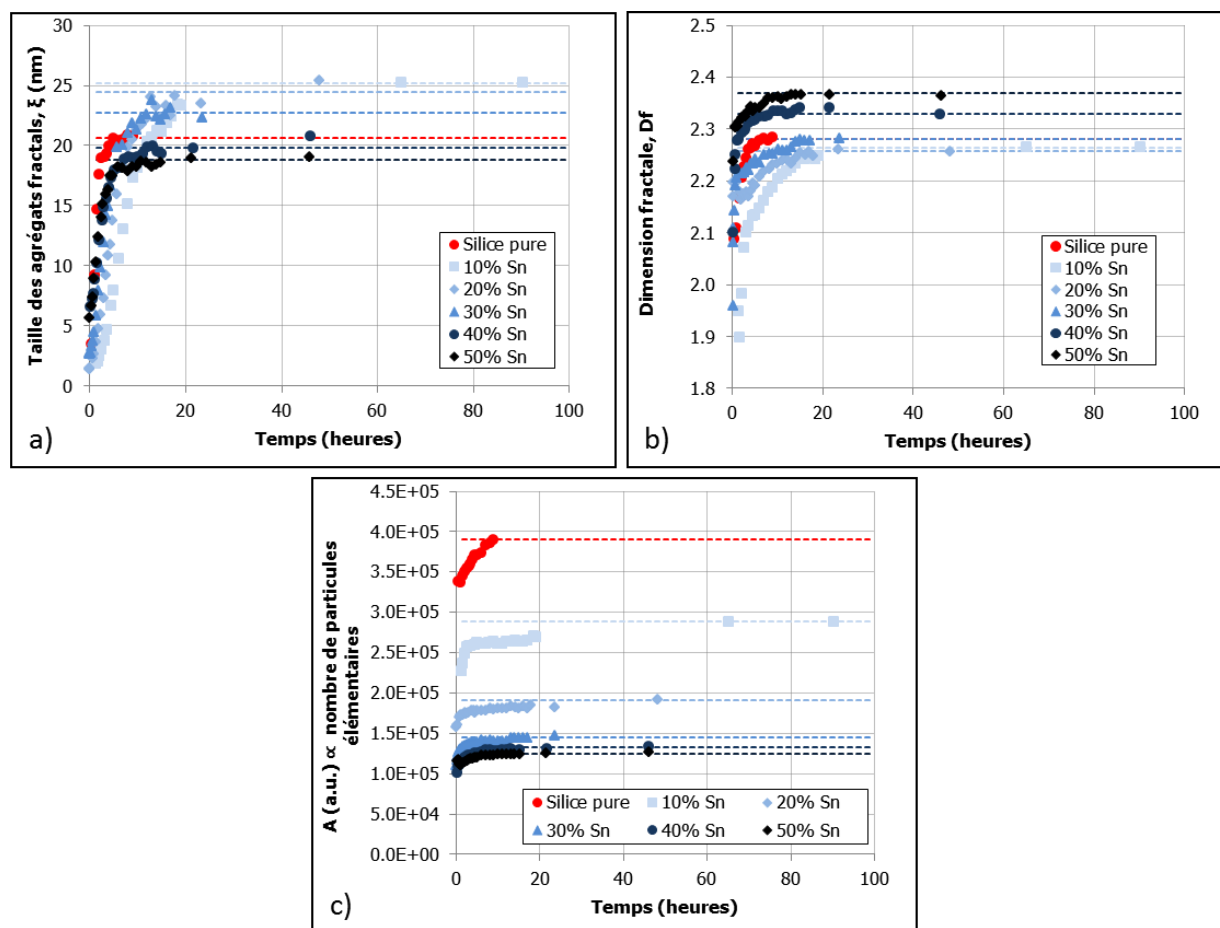 Taille des agrégats fractals, ξ (nm)
30
25
20
15
10
5
0
0 20 40 60 80 100
Temps (heures)
Silice pure
10% Sn
20% Sn
30% Sn
40% Sn
50% Sn
a)
Dimension fractale, Df
2.5
2.4
2.3
2.2
2.1
2.0
1.9
1.8
0 20 40 60 80 100
Temps (heures)
Silice pure
10% Sn
20% Sn
30% Sn
40% Sn
50% Sn
b)
A (a.u.) ∝ nombre de particules
élémentaires
4.5E+05
4.0E+05
3.5E+05
3.0E+05
2.5E+05
2.0E+05
1.5E+05
1.0E+05
5.0E+04
0.0E+00
0 20 40 60 80 100
Temps (heures)
Silice pure 10% Sn 20% Sn
30% Sn 40% Sn 50% Sn
c)